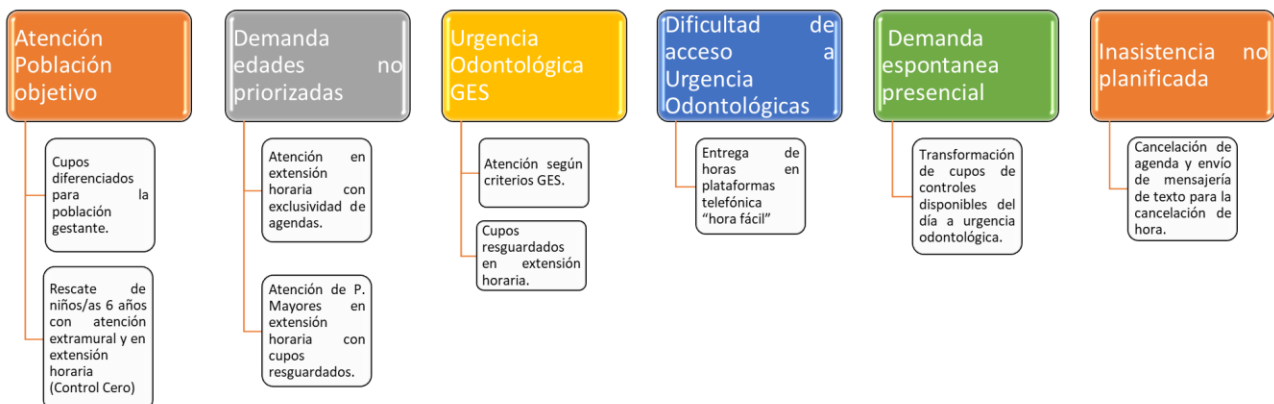 Atención
Población
objetivo
Cupos
diferenciados
para la
población
gestante.
Rescate de
niños/as 6 años
con atención
extramural y en
extensión
horaria
(Control Cero)
Demanda
edades no
priorizadas
Atención en
extensión
horaria con
exclusividad de
agendas.
Atención de P.
Mayores en
extensión
horaria con
cupos
resguardados.
Urgencia
Odontológica
GES
Atención según
criterios GES.
Cupos
resguardados
en extensión
horaria.
Dificultad de
acceso a
Urgencia
Odontológicas
Entrega de
horas en
plataformas
telefónica
“hora fácil”
Demanda
espontanea
presencial
Transformación
de cupos de
controles
disponibles del
día a urgencia
odontológica.
Inasistencia no
planificada
Cancelación de
agenda y envío
de mensajería
de texto para la
cancelación de
hora.